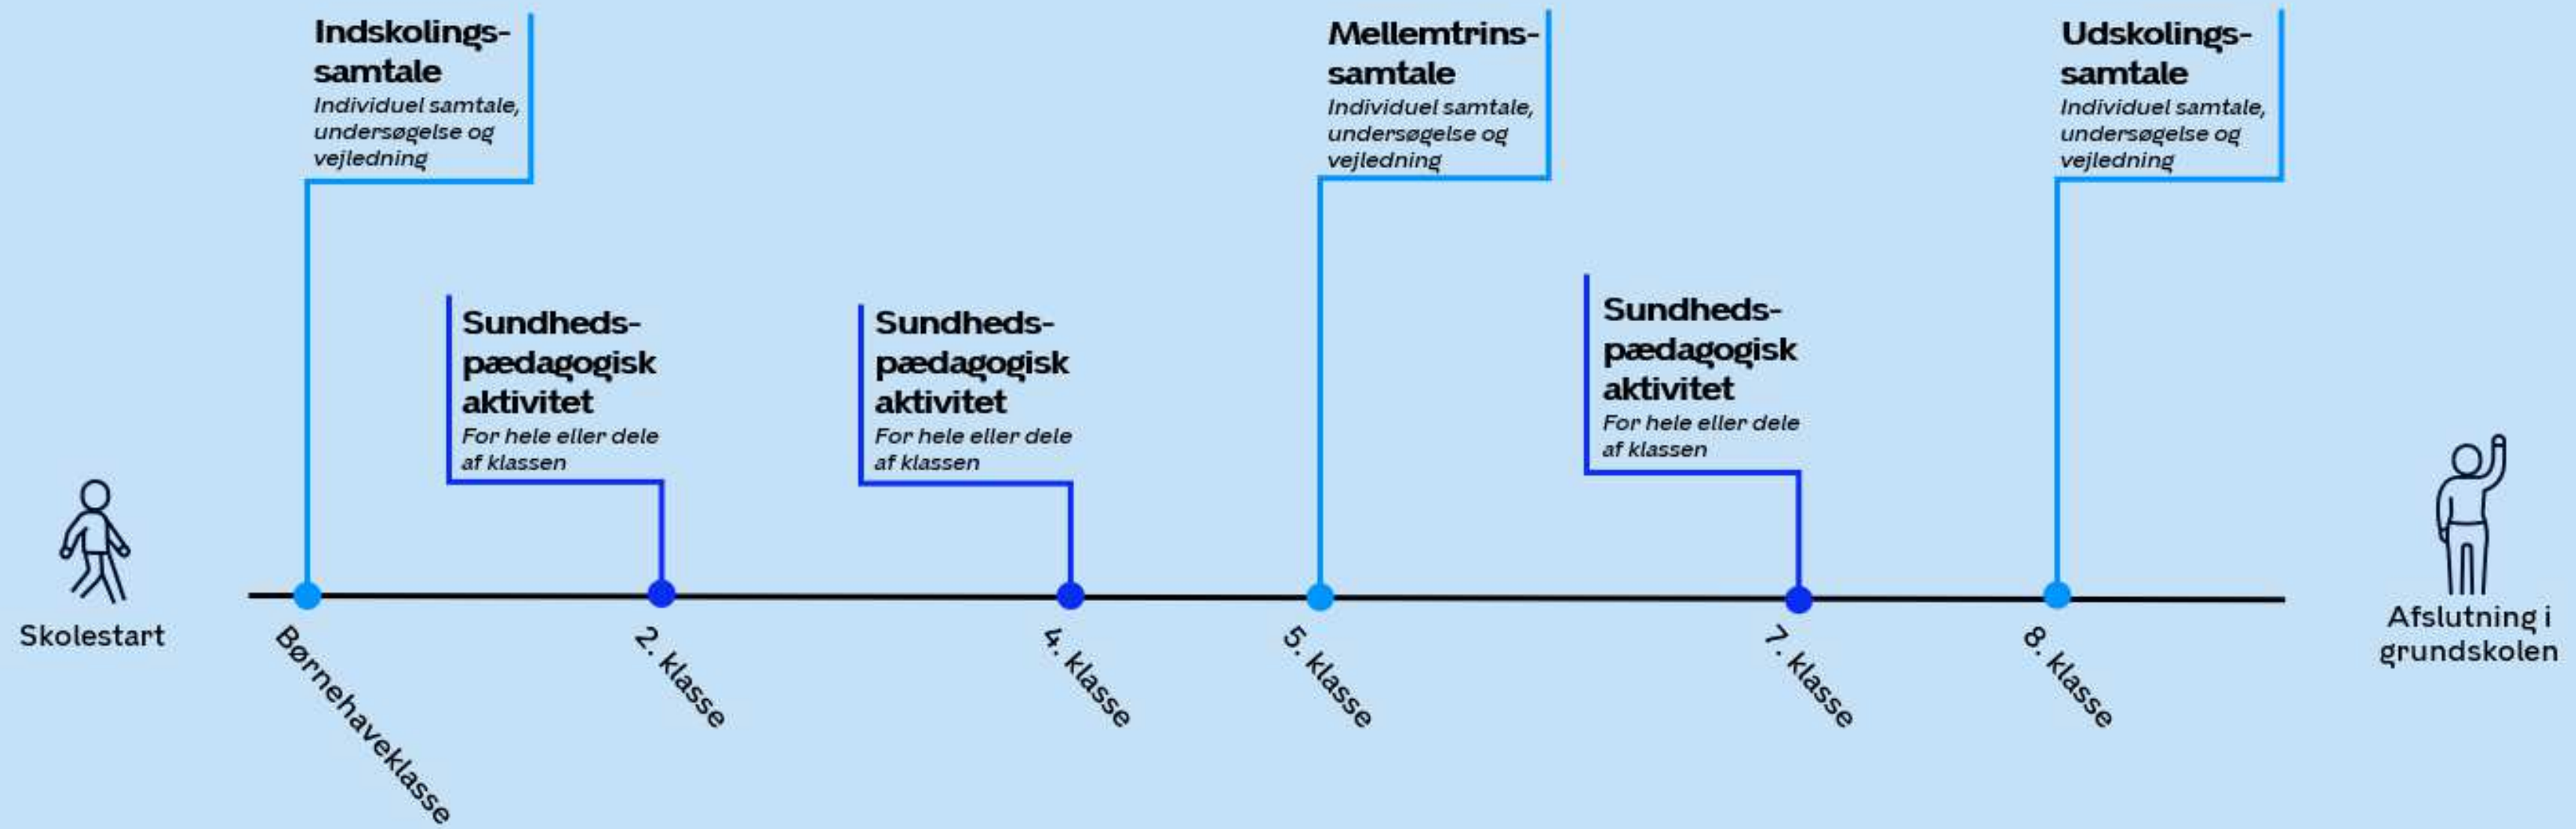 Indskolings-
samtale
Individuel samtale,
undersøgelse og
vejledning
Mellemtrins-
samtale
Individuel samtale,
undersøgelse og
vejledning
Udskolings-
samtale
Individuel samtale,
undersøgelse og
vejledning
Sundheds-
pædagogisk
aktivitet
For hele eller dele
af klassen
Sundheds-
pædagogisk
aktivitet
For hele eller dele
af klassen
Sundheds-
pædagogisk
aktivitet
For hele eller dele
af klassen
Skolestart
Børnehaveklasse
2. klasse
4. klasse
5. klasse
7. klasse
8. klasse
Afslutning i
grundskolen